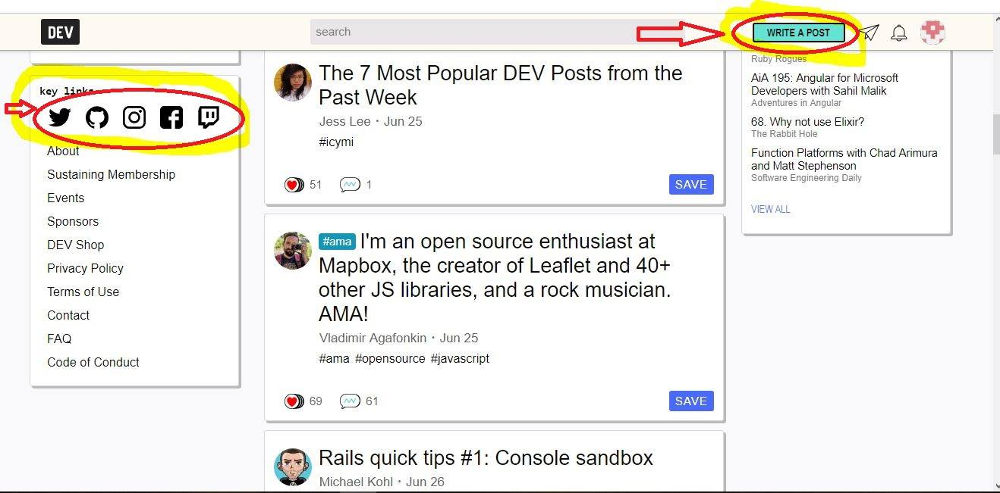 DEV
search
WRITE A POST
key links
About
Sustaining Membership
Events
Sponsors
DEV Shop
Privacy Policy
Terms of Use
Contact
FAQ
Code of Conduct
The 7 Most Popular DEV Posts from the
Past Week
Jess Lee・Jun 25
#icymi
51
1
SAVE
#ama I'm an open source enthusiast at
Mapbox, the creator of Leaflet and 40+
other JS libraries, and a rock musician.
AMA!
Vladimir Agafonkin・Jun 25
#ama #opensource #javascript
69
61
SAVE
Rails quick tips #1: Console sandbox
Michael Kohl・Jun 26
Ruby Rogues
AiA 195: Angular for Microsoft
Developers with Sahil Malik
Adventures in Angular
68. Why not use Elixir?
The Rabbit Hole
Function Platforms with Chad Arimura
and Matt Stephenson
Software Engineering Daily
VIEW ALL